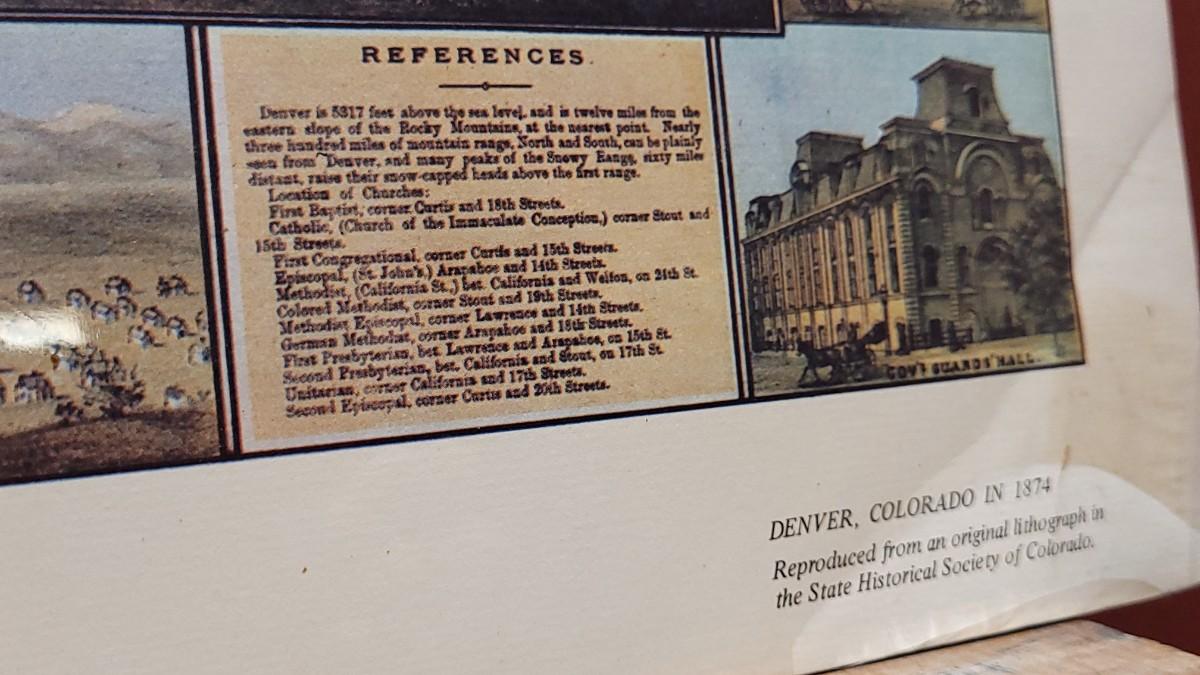 REFERENCES.
Denver is 5317 feet above the sea level, and is twelve miles from the
eastern slope of the Rocky Mountains, at the nearest point. Nearly
three hundred miles of mountain range, North and South, can be plainly
seen from Denver, and many peaks of the Snowy Range, sixty miles
distant, raise their snow-capped heads above the first range.
Location of Churches:
First Baptist, corner Curtis and 18th Streets.
Catholic, (Church of the Immaculate Conception,) corner Stout and
15th Streets.
First Congregational, corner Curtis and 15th Streets.
Episcopal, (St. John's,) Arapahoe and 14th Streets.
Methodist, (California St.,) bet. California and Welton, on 24th St.
Colored Methodist, corner Stout and 19th Streets.
Methodist Episcopal, corner Lawrence and 14th Streets.
German Methodist, corner Arapahoe and 18th Streets.
First Presbyterian, bet. Lawrence and Arapahoe, on 15th St.
Second Presbyterian, bet. California and Stout, on 17th St.
Unitarian, corner California and 17th Streets.
Second Episcopal, corner Curtis and 20th Streets.
GOV'R GUARDS' HALL.
DENVER, COLORADO IN 1874
Reproduced from an original lithograph in
the State Historical Society of Colorado.